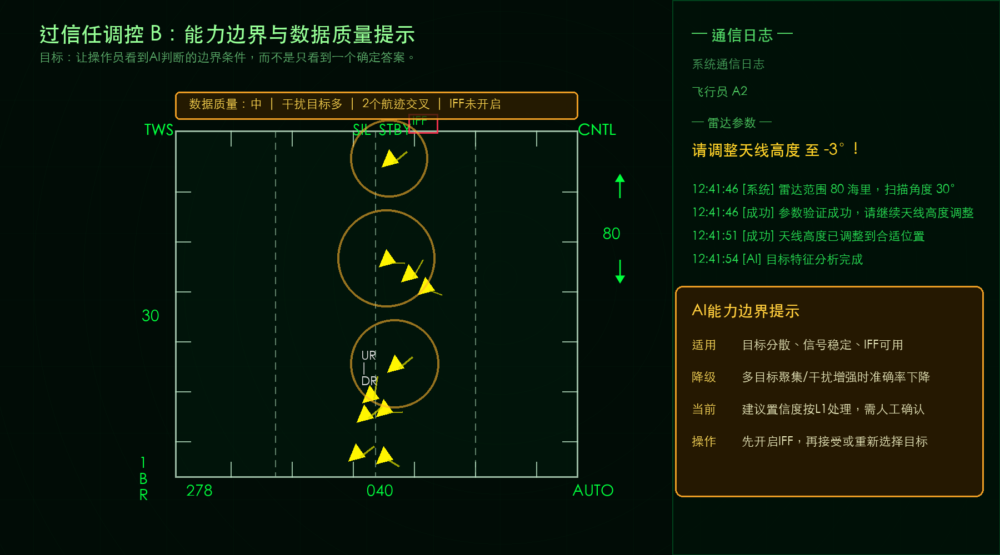 过信任调控 B：能力边界与数据质量提示
目标：让操作员看到AI判断的边界条件，而不是只看到一个确定答案。
数据质量：中 | 干扰目标多 | 2个航迹交叉 | IFF未开启
TWS
SIL STBY
IFF
CNTL
80
30
UR
|
DR
1
B
R
278
040
AUTO
— 通信日志 —
系统通信日志
飞行员 A2
— 雷达参数 —
请调整天线高度 至 -3°！
12:41:46 [系统] 雷达范围 80 海里，扫描角度 30°
12:41:46 [成功] 参数验证成功，请继续天线高度调整
12:41:51 [成功] 天线高度已调整到合适位置
12:41:54 [AI] 目标特征分析完成
AI能力边界提示
适用 目标分散、信号稳定、IFF可用
降级 多目标聚集/干扰增强时准确率下降
当前 建议置信度按L1处理，需人工确认
操作 先开启IFF，再接受或重新选择目标